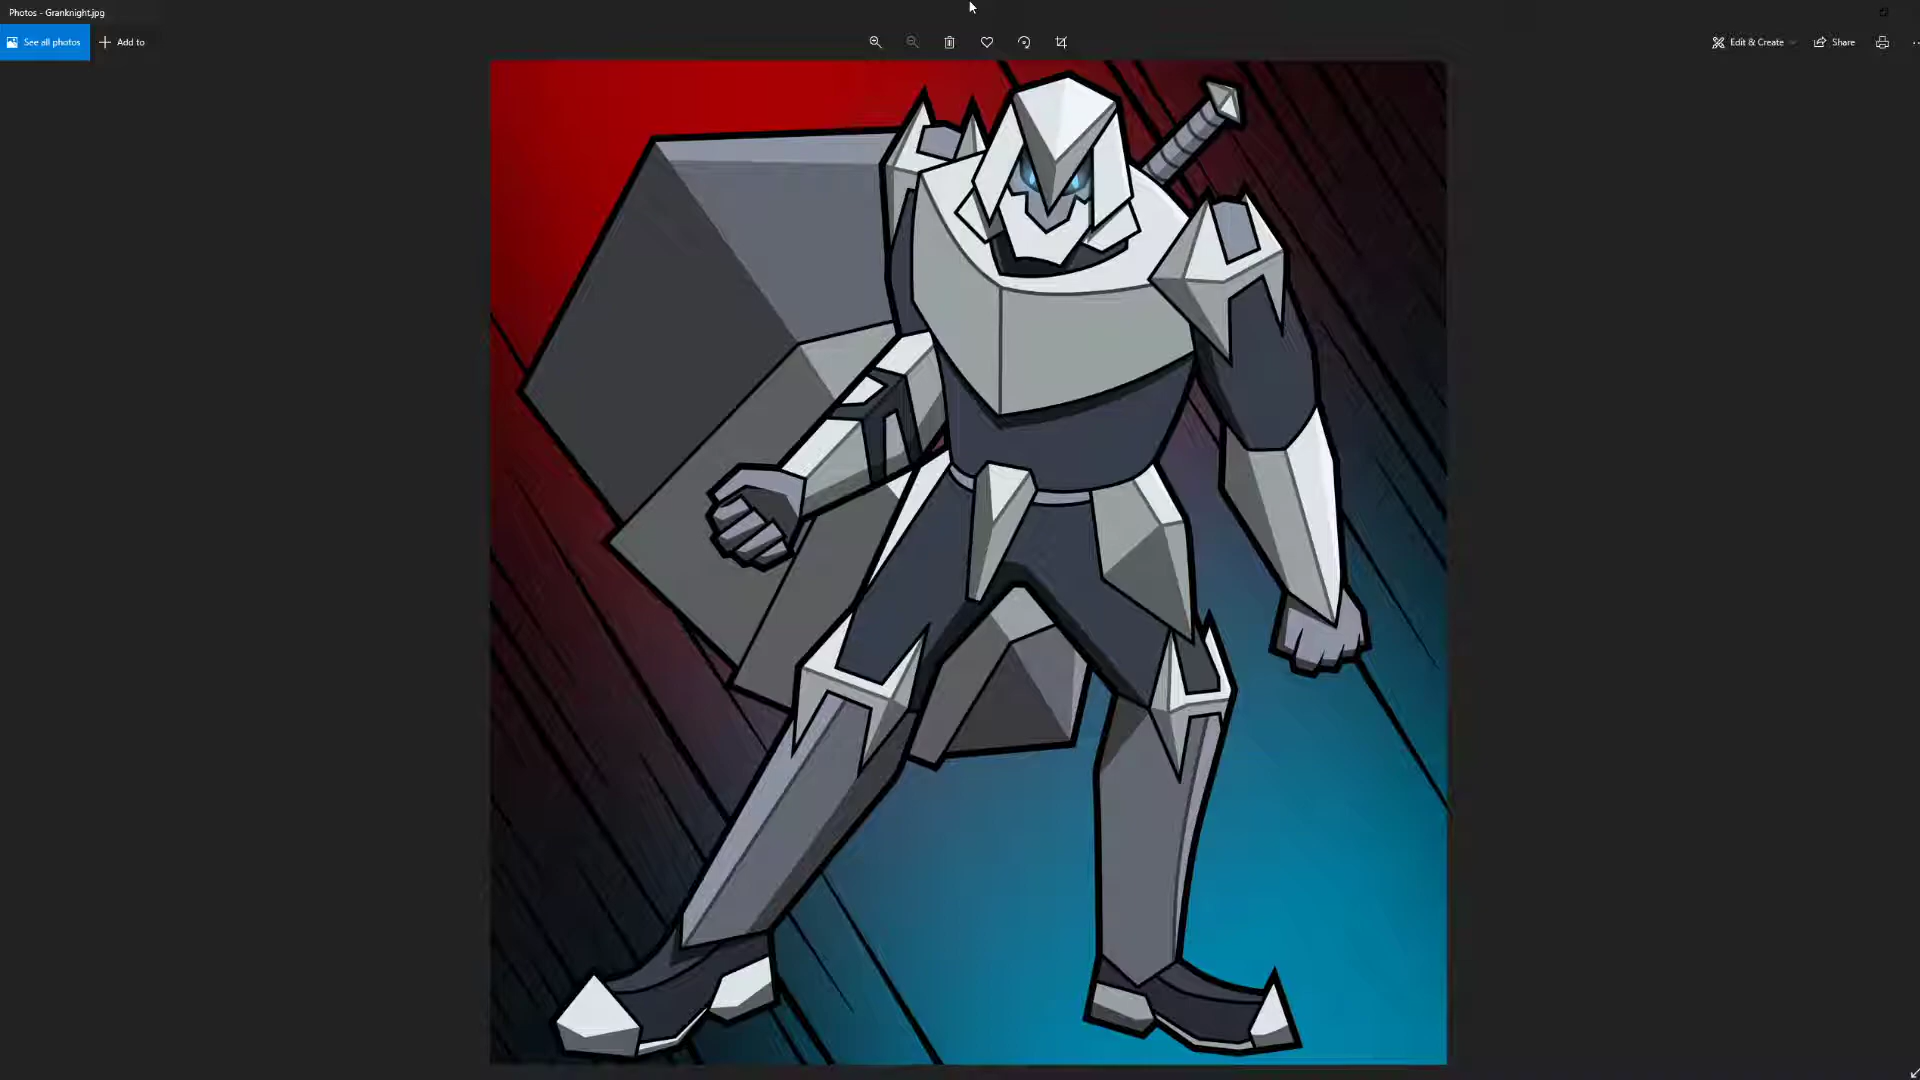 Photos - Granknight.jpg
See all photos
Add to
Edit & Create
Share